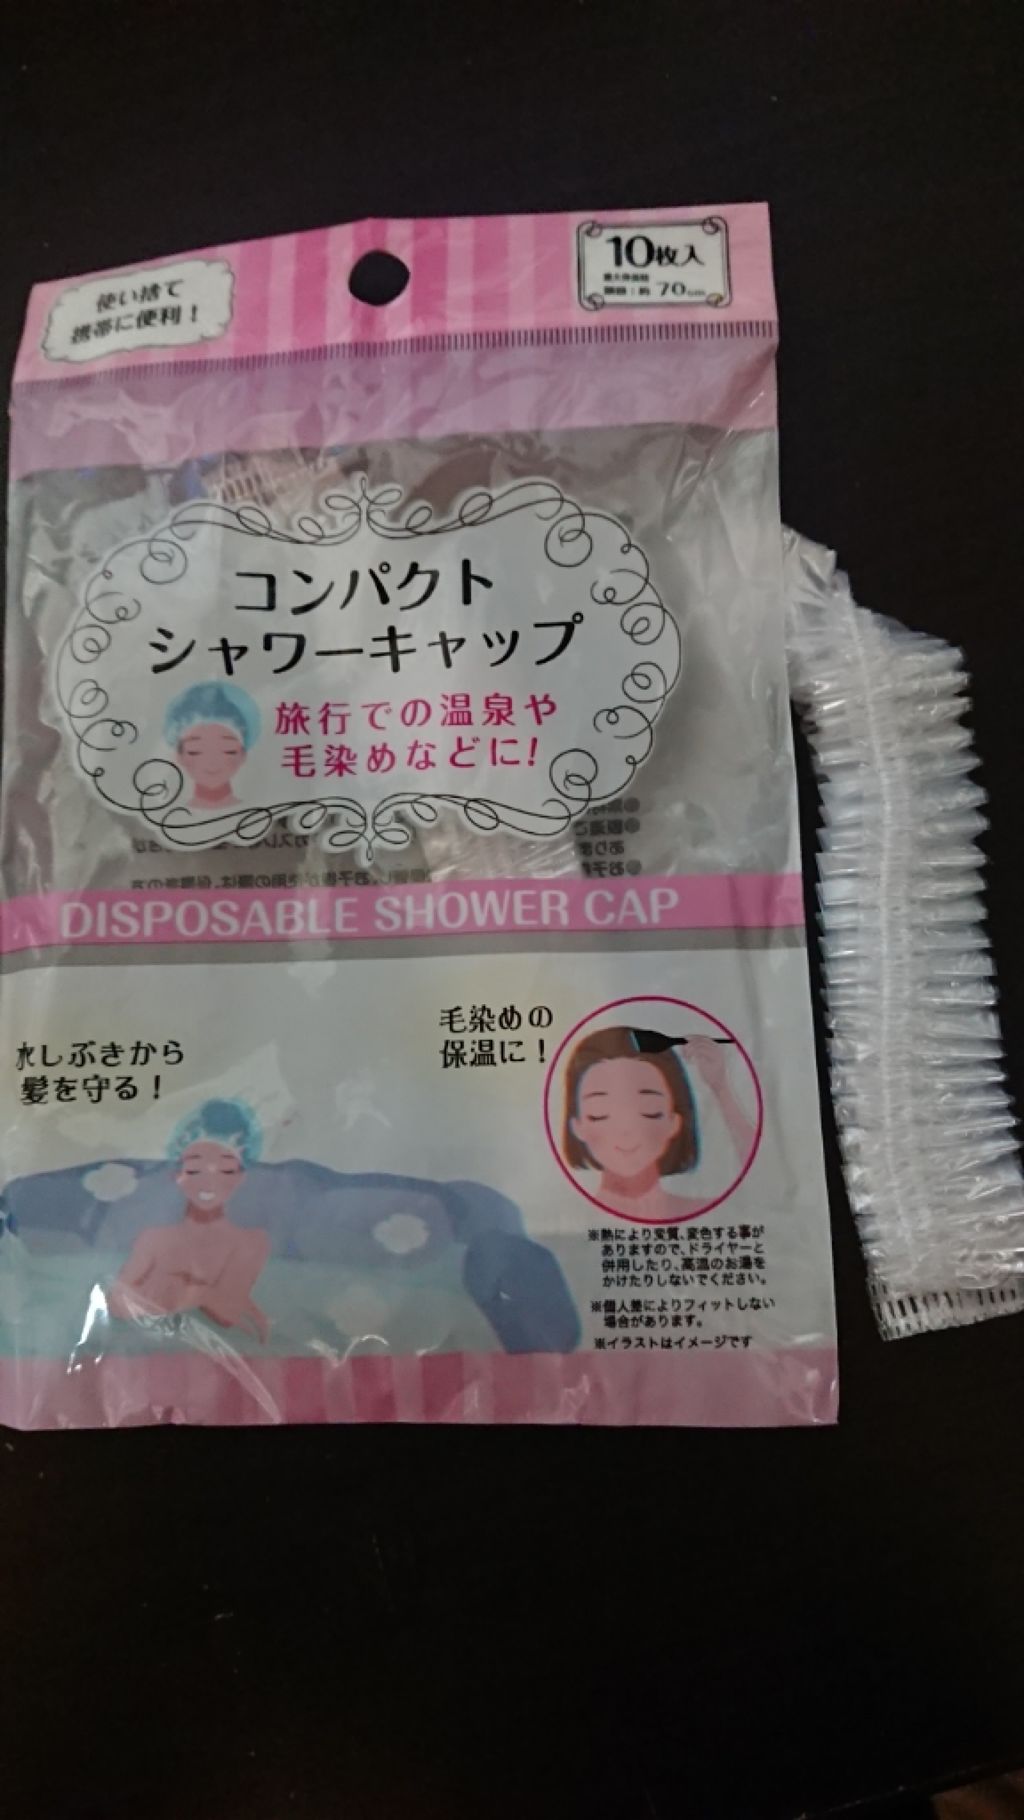 使い捨て
携帯に便利！
10枚入
約 70cm
コンパクト
シャワーキャップ
旅行での温泉や
毛染めなどに!
DISPOSABLE SHOWER CAP
水しぶきから
髪を守る！
毛染めの
保温に！
※熱により変質、変色する事が
ありますので、ドライヤーと
併用したり、高温のお湯を
かけたりしないでください。
※個人差によりフィットしない
場合があります。
※イラストはイメージです